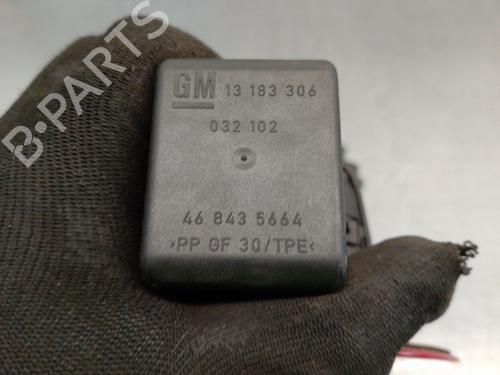 GM 13 183 306
032 102
46 843 5664
>PP GF 30/TPE<
B-PARTS